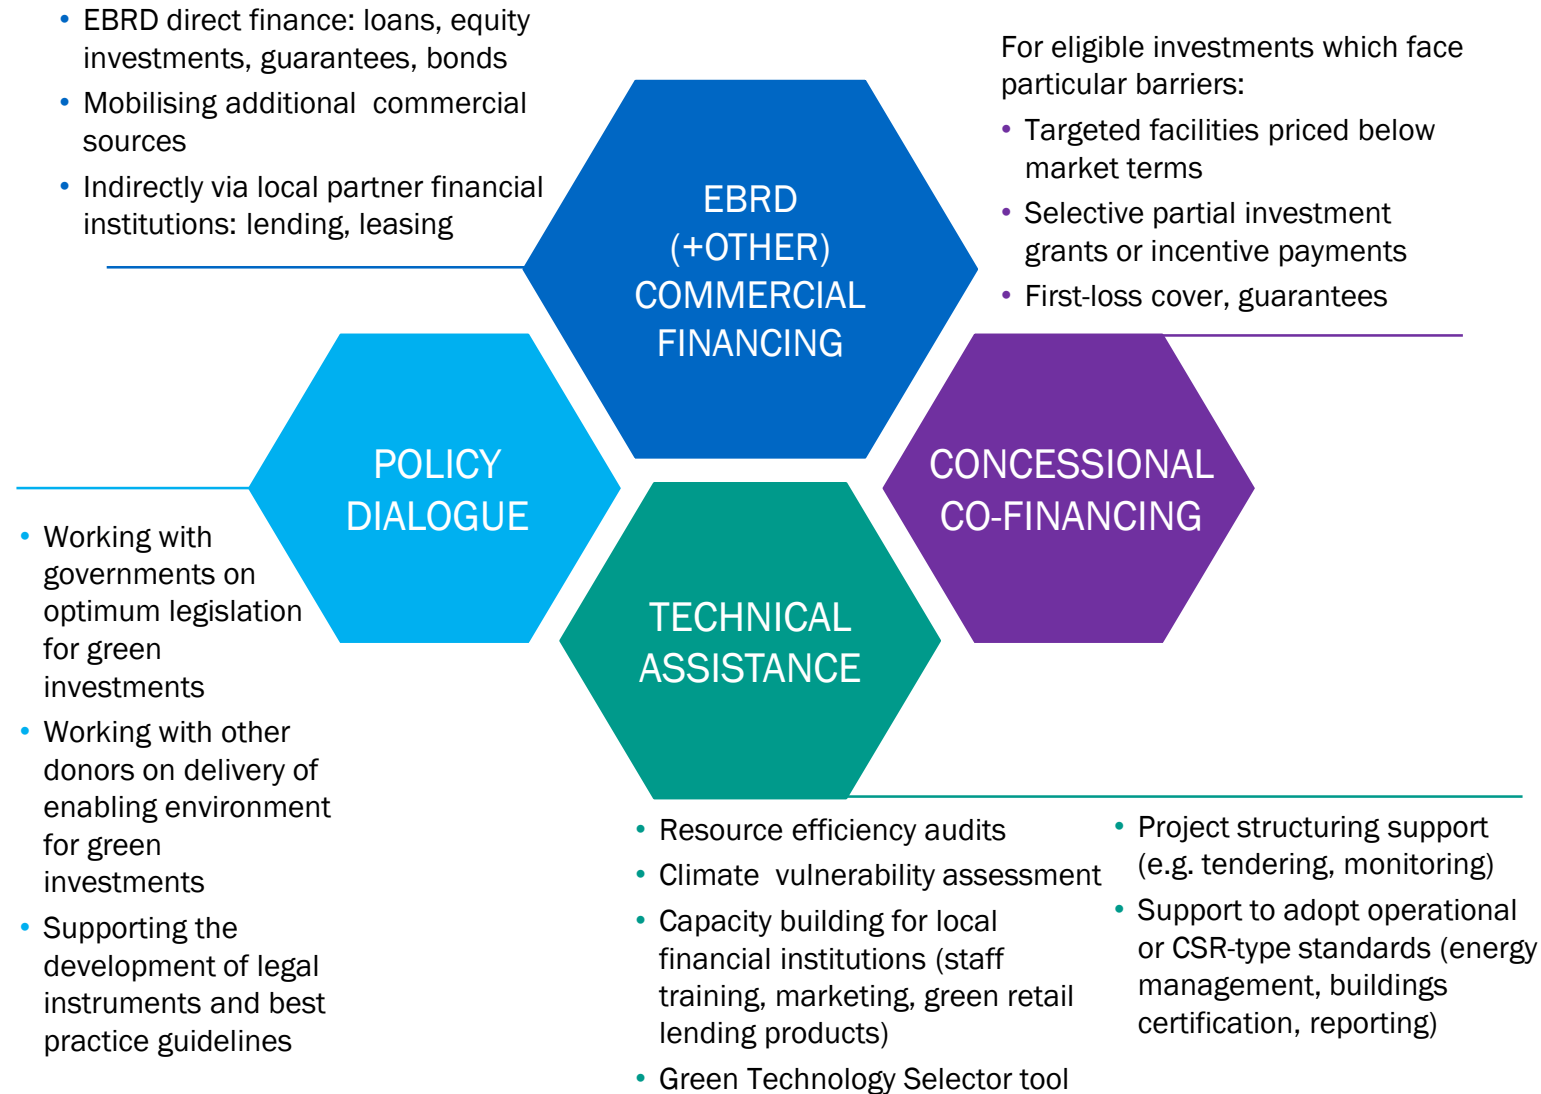 • EBRD direct finance: loans, equity
investments, guarantees, bonds
• Mobilising additional  commercial
sources
• Indirectly via local partner financial
institutions: lending, leasing
For eligible investments which face
particular barriers:
• Targeted facilities priced below
market terms
• Selective partial investment
grants or incentive payments
• First-loss cover, guarantees
EBRD
(+OTHER)
COMMERCIAL
FINANCING
POLICY
DIALOGUE
CONCESSIONAL
CO-FINANCING
TECHNICAL
ASSISTANCE
• Working with
governments on
optimum legislation
for green
investments
• Working with other
donors on delivery of
enabling environment
for green
investments
• Supporting the
development of legal
instruments and best
practice guidelines
• Resource efficiency audits
• Climate  vulnerability assessment
• Capacity building for local
financial institutions (staff
training, marketing, green retail
lending products)
• Green Technology Selector tool
• Project structuring support
(e.g. tendering, monitoring)
• Support to adopt operational
or CSR-type standards (energy
management, buildings
certification, reporting)